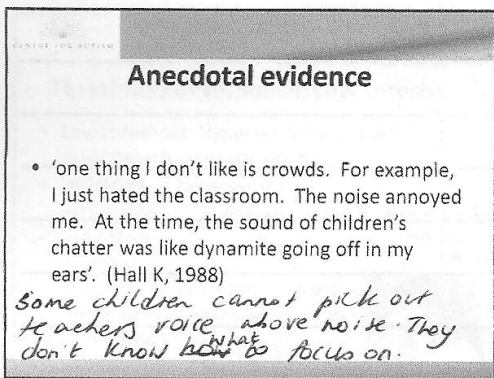 CENTRE FOR AUTISM
Anecdotal evidence
• 'one thing I don't like is crowds. For example,
I just hated the classroom. The noise annoyed
me. At the time, the sound of children's
chatter was like dynamite going off in my
ears'. (Hall K, 1988)
Some children cannot pick out
teachers voice above noise. They
don't know what to focus on.